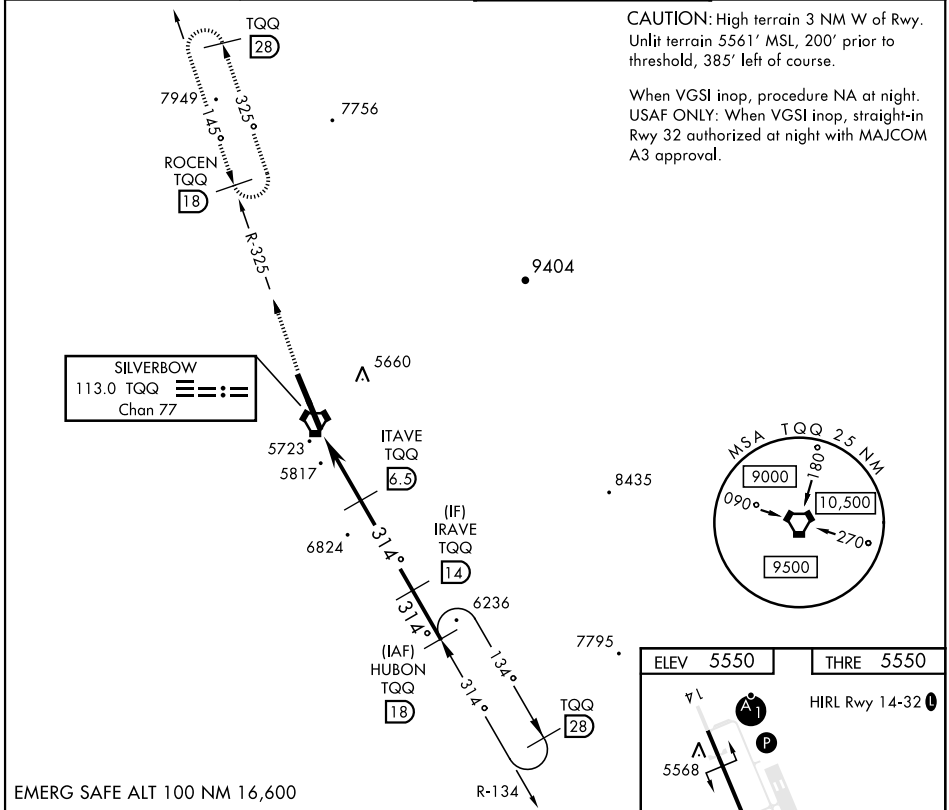 TQQ
28
CAUTION: High terrain 3 NM W of Rwy.
Unlit terrain 5561' MSL, 200' prior to
threshold, 385' left of course.
When VGSI inop, procedure NA at night.
USAF ONLY: When VGSI inop, straight-in
Rwy 32 authorized at night with MAJCOM
A3 approval.
7949
325°
145°
7756
ROCEN
TQQ
18
R-325
9404
SILVERBOW
113.0 TQQ
Chan 77
5660
5723
5817
ITAVE
TQQ
6.5
8435
MSA TQQ 25 NM
9000
180°
090°
10,500
270°
9500
6824
314°
(IF)
IRAVE
TQQ
14
314°
6236
(IAF)
HUBON
TQQ
18
314°
134°
7795
TQQ
28
R-134
EMERG SAFE ALT 100 NM 16,600
ELEV 5550
THRE 5550
14
A1
HIRL Rwy 14-32 L
P
5568